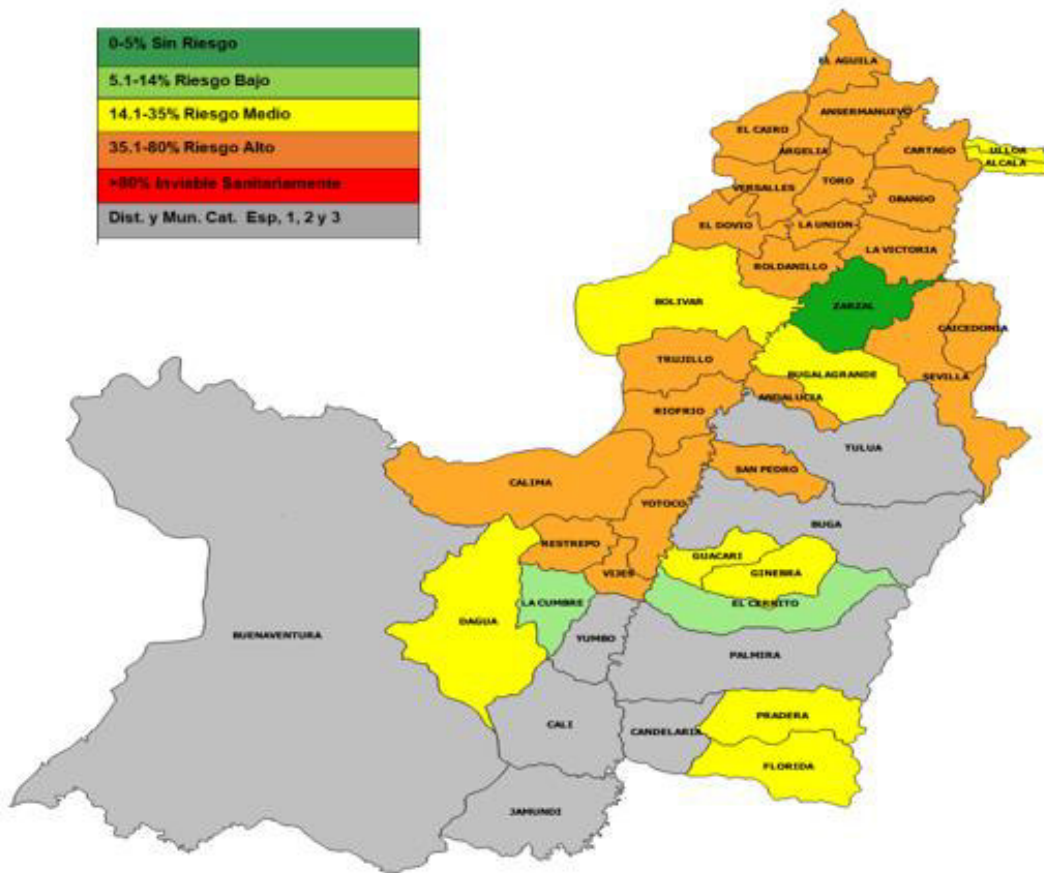 0-5% Sin Riesgo
5.1-14% Riesgo Bajo
14.1-35% Riesgo Medio
35.1-80% Riesgo Alto
>80% Inviable Sanitariamente
Dist. y Mun. Cat. Esp, 1, 2 y 3
EL AGUILA
ANSERMANUEVO
EL CAIRO
ARGELIA
CARTAGO
ULLOA
ALCALA
VERSALLES
TORO
OBANDO
EL DOVIO
LA UNION
LA VICTORIA
ROLDANILLO
BOLIVAR
ZARZAL
CAICEDONIA
TRUJILLO
BUGALAGRANDE
SEVILLA
ANDALUCIA
RIOFRIO
TULUA
SAN PEDRO
CALIMA
YOTOCO
BUGA
RESTREPO
GUACARI
VIJES
GINEBRA
LA CUMBRE
EL CERRITO
DAGUA
BUENAVENTURA
YUMBO
PALMIRA
PRADERA
CALI
CANDELARIA
FLORIDA
JAMUNDI